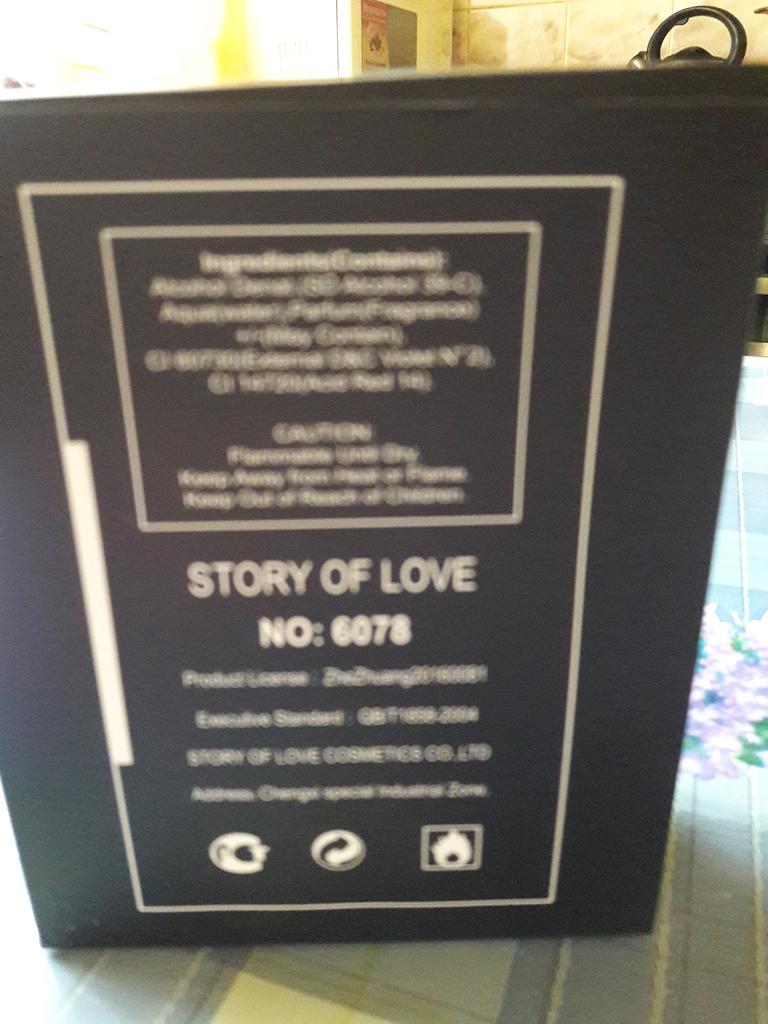 Ingredients(Contains):
Alcohol Denat.(SD Alcohol 39-C),
Aqua(water),Parfum(Fragrance)
+/-(May Contain),
CI 60730(External D&C Violet N°2),
CI 14720(Acid Red 14).
CAUTION:
Flammable Until Dry.
Keep Away from Heat or Flame.
Keep Out of Reach of Children.
STORY OF LOVE
NO: 6078
Product License :
Executive Standard :
STORY OF LOVE COSMETICS CO.,LTD
Address: special Industrial Zone.